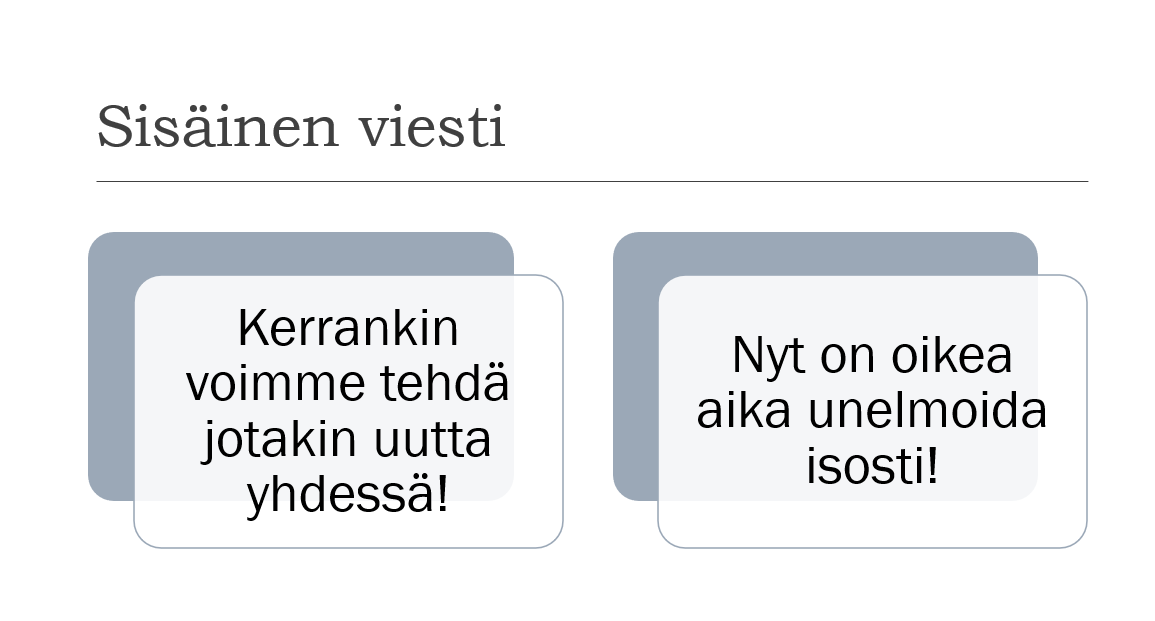 Sisäinen viesti
Kerrankin
voimme tehdä
jotakin uutta
yhdessä!
Nyt on oikea
aika unelmoida
isosti!